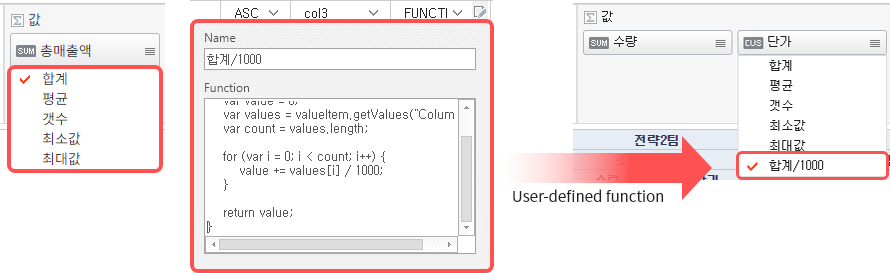 Σ 값
SUM 총매출액
합계
평균
갯수
최소값
최대값
ASC
col3
FUNCTI
Name
합계/1000
Function
var value = 0;
var values = valueItem.getValues("Colum
var count = values.length;
for (var i = 0; i < count; i++) {
value += values[i] / 1000;
}
return value;
}
User-defined function
Σ 값
SUM 수량
CUS 단가
합계
평균
갯수
최소값
최대값
합계/1000
전략2팀